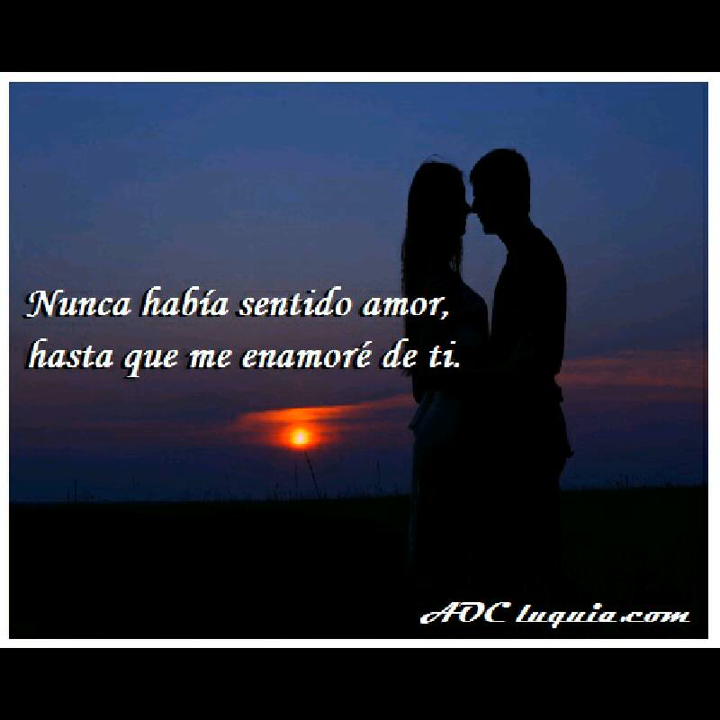 Nunca había sentido amor,
hasta que me enamoré de ti.
AOC luquia.com